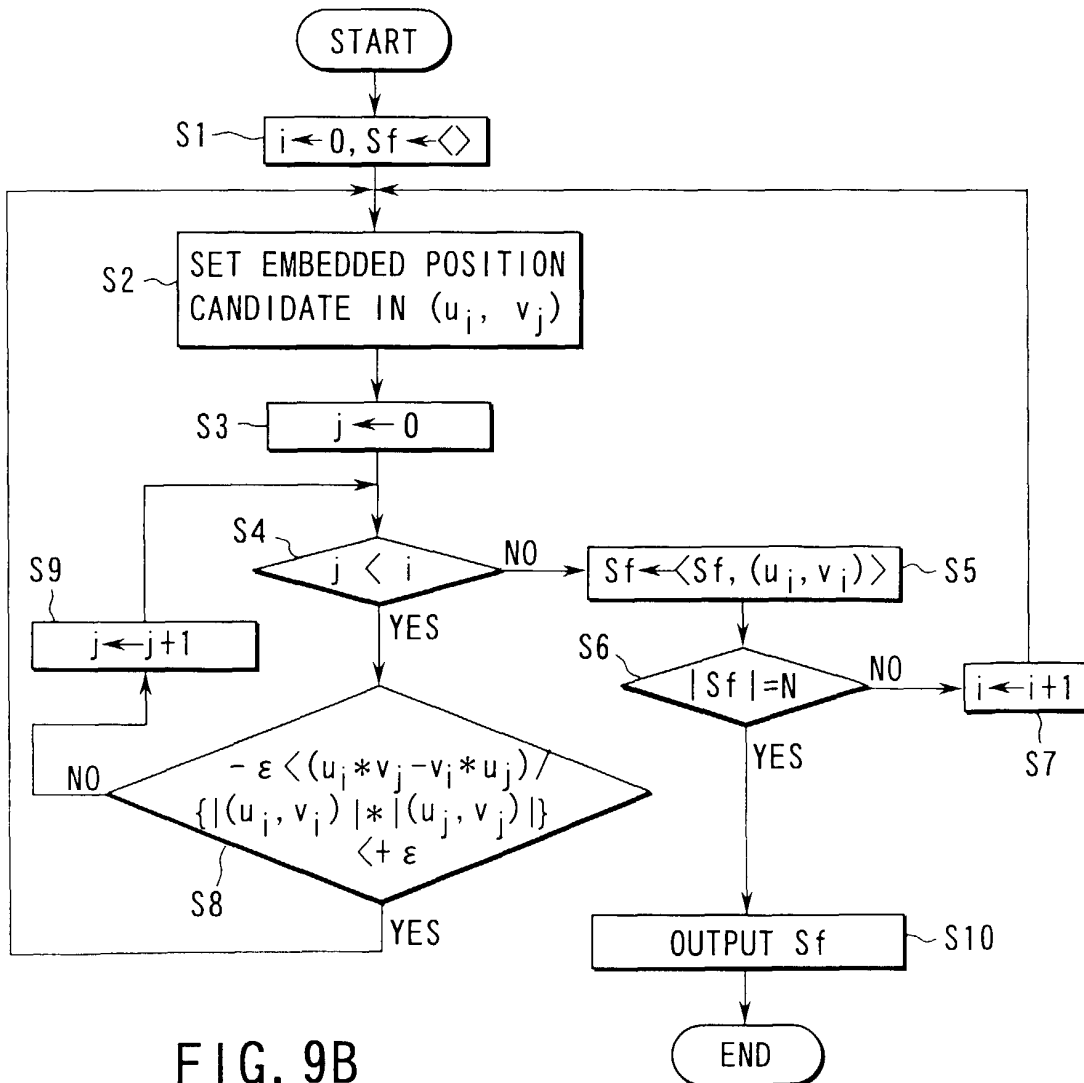 START
S1
i←0, Sf←<>
S2
SET EMBEDDED POSITION
CANDIDATE IN (u_i, v_j)
S3
j←0
S4
j < i
NO
YES
Sf←<Sf, (u_i, v_i)>
S5
S9
j←j+1
S6
|Sf|=N
NO
YES
i←i+1
S7
- ε <(u_i*v_j-v_i*u_j)/
{|(u_i, v_i)|*|(u_j, v_j)|}
<+ ε
NO
S8
YES
OUTPUT Sf
S10
END
FIG. 9B